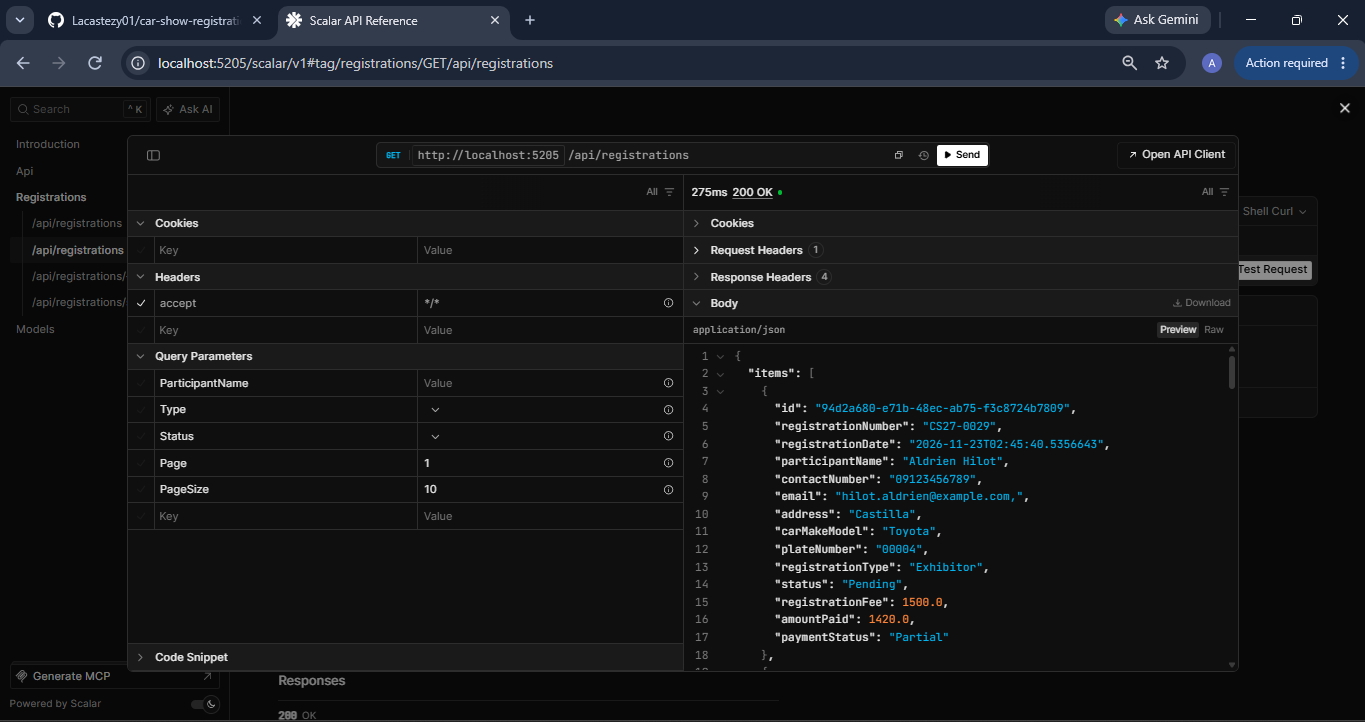 Lacastezy01/car-show-registrati
Scalar API Reference
Ask Gemini
localhost:5205/scalar/v1#tag/registrations/GET/api/registrations
A
Action required
Search
^ K
Ask AI
Introduction
Api
Registrations
/api/registrations
/api/registrations
/api/registrations/
/api/registrations/
Models
Generate MCP
Powered by Scalar
GET http://localhost:5205 /api/registrations
Send
Open API Client
All
Cookies
Key Value
Headers
accept */*
Key Value
Query Parameters
ParticipantName Value
Type
Status
Page 1
PageSize 10
Key Value
Code Snippet
275ms 200 OK
All
Cookies
Request Headers 1
Response Headers 4
Body
Download
application/json
Preview Raw
1 {
2 "items": [
3 {
4 "id": "94d2a680-e71b-48ec-ab75-f3c8724b7809",
5 "registrationNumber": "CS27-0029",
6 "registrationDate": "2026-11-23T02:45:40.5356643",
7 "participantName": "Aldrien Hilot",
8 "contactNumber": "09123456789",
9 "email": "hilot.aldrien@example.com,",
10 "address": "Castilla",
11 "carMakeModel": "Toyota",
12 "plateNumber": "00004",
13 "registrationType": "Exhibitor",
14 "status": "Pending",
15 "registrationFee": 1500.0,
16 "amountPaid": 1420.0,
17 "paymentStatus": "Partial"
18 },
Shell Curl
Test Request
Responses
200 OK